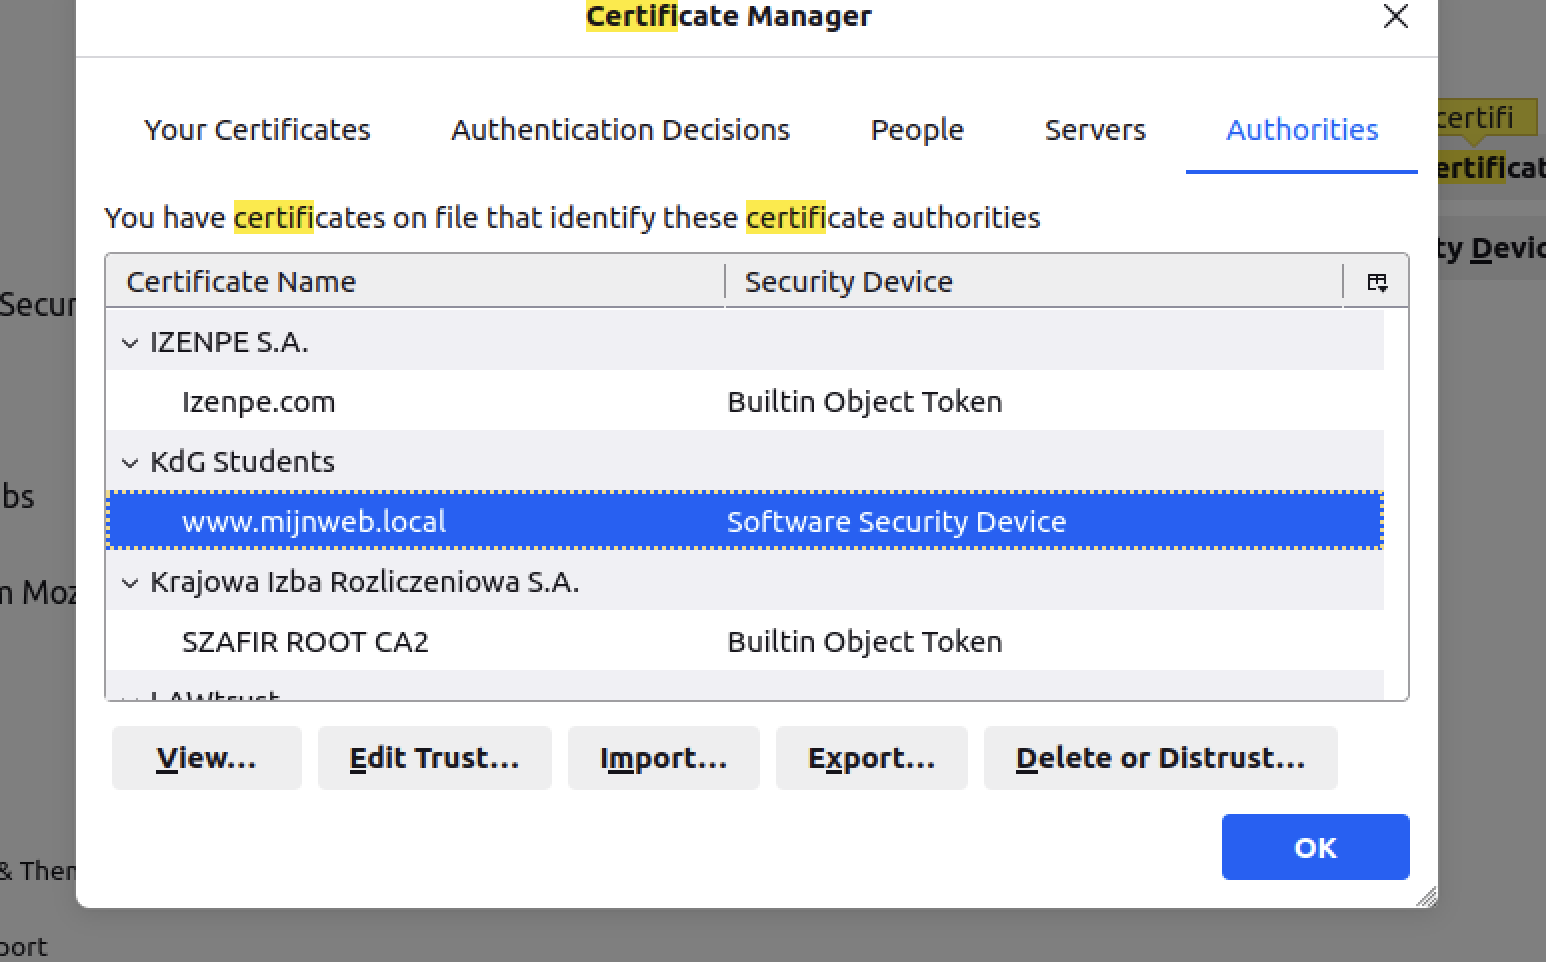 Certificate Manager
Your Certificates
Authentication Decisions
People
Servers
Authorities
certifi
ertificat
You have certificates on file that identify these certificate authorities
ty Devic
Certificate Name
Security Device
Secur
IZENPE S.A.
Izenpe.com
Builtin Object Token
KdG Students
bs
www.mijnweb.local
Software Security Device
Krajowa Izba Rozliczeniowa S.A.
m Moz
SZAFIR ROOT CA2
Builtin Object Token
LAWtrust
View...
Edit Trust...
Import...
Export...
Delete or Distrust...
OK
& Them
port